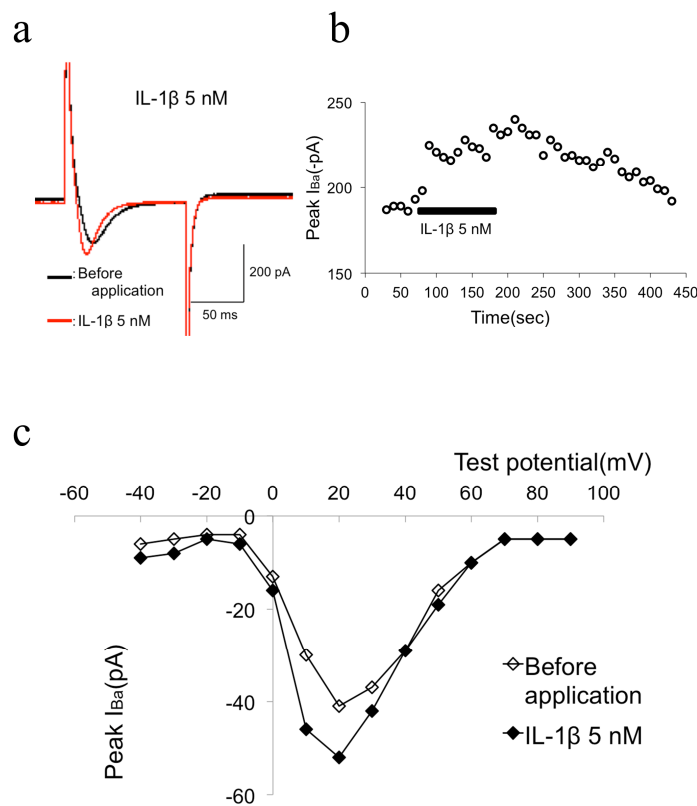 a
IL-1β 5 nM
:Before
application
:IL-1β 5 nM
200 pA
50 ms
b
Peak IBa(-pA)
250
200
150
IL-1β 5 nM
0 50 100 150 200 250 300 350 400 450
Time(sec)
c
Test potential(mV)
-60 -40 -20 0 20 40 60 80 100
0
-20
-40
-60
Peak IBa(pA)
Before
application
IL-1β 5 nM